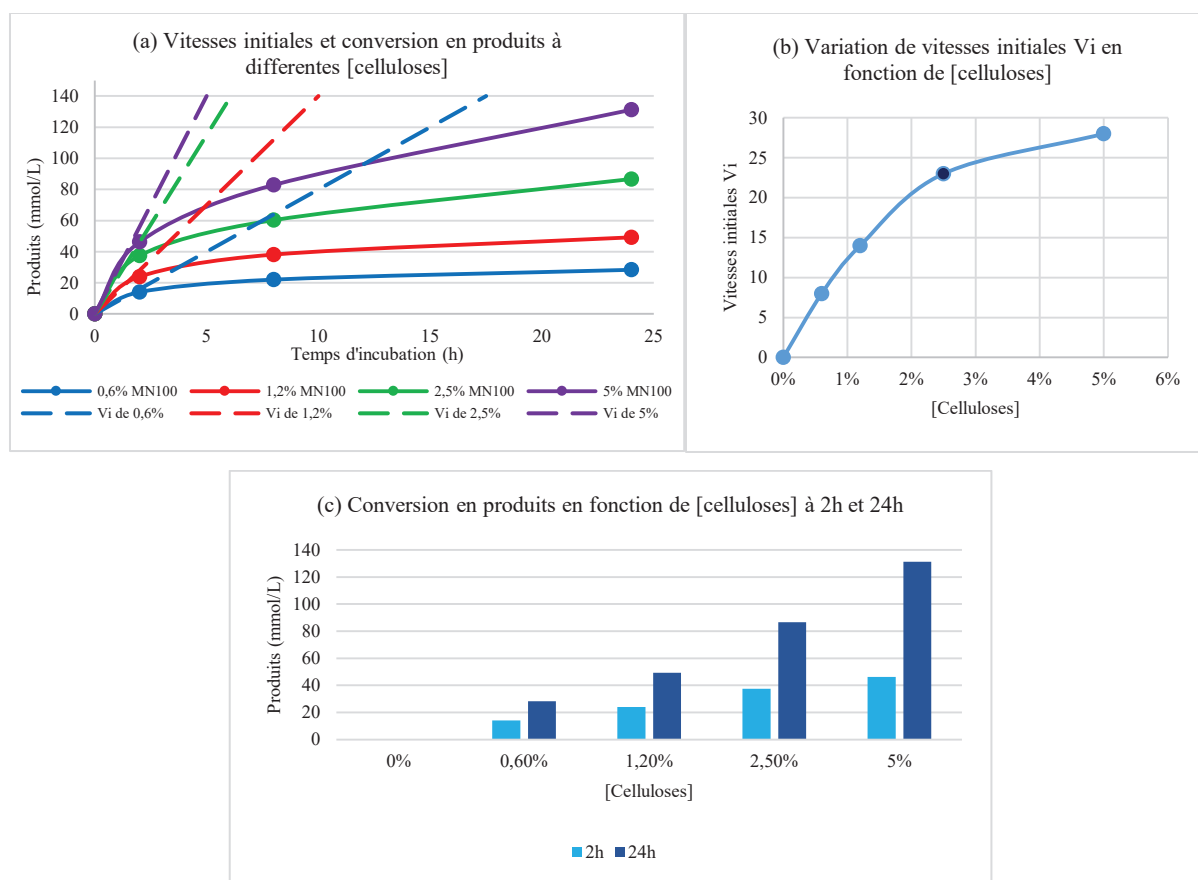 (a) Vitesses initiales et conversion en produits à
differentes [celluloses]
Produits (mmol/L)
140
120
100
80
60
40
20
0
0 5 10 15 20 25
Temps d'incubation (h)
0,6% MN100 1,2% MN100 2,5% MN100 5% MN100
Vi de 0,6% Vi de 1,2% Vi de 2,5% Vi de 5%
(b) Variation de vitesses initiales Vi en
fonction de [celluloses]
Vitesses initiales Vi
30
25
20
15
10
5
0
0% 1% 2% 3% 4% 5% 6%
[Celluloses]
(c) Conversion en produits en fonction de [celluloses] à 2h et 24h
Produits (mmol/L)
140
120
100
80
60
40
20
0
0% 0,60% 1,20% 2,50% 5%
[Celluloses]
2h 24h